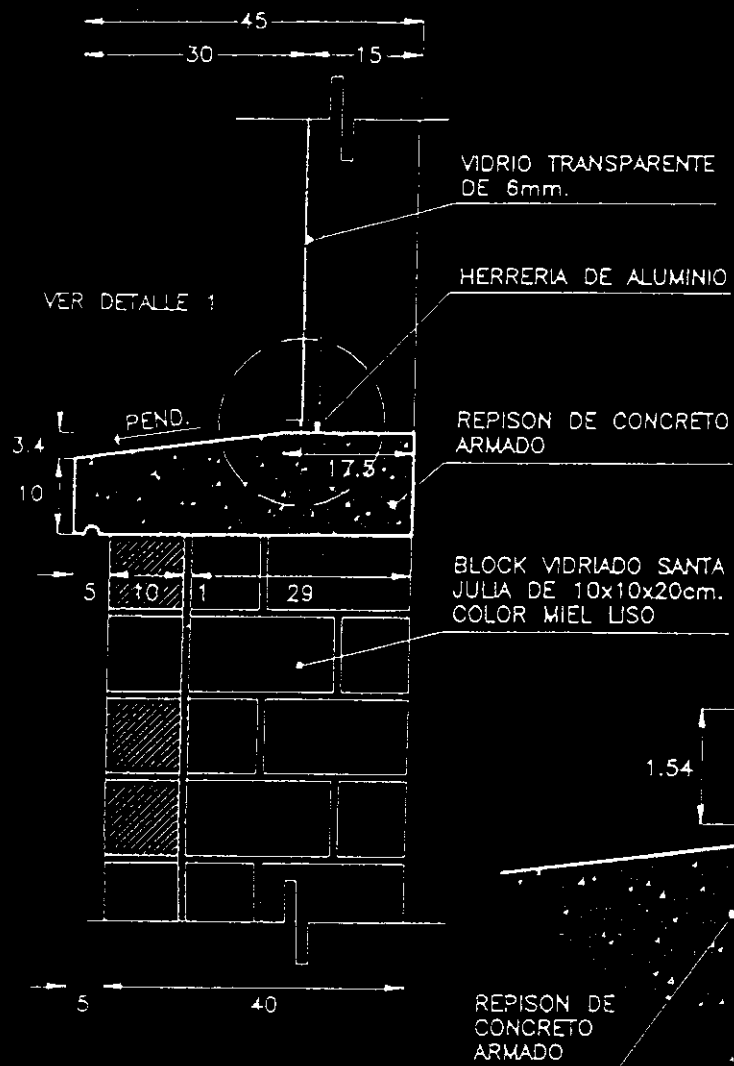 45
30 15
VIDRIO TRANSPARENTE
DE 6mm.
HERRERIA DE ALUMINIO
VER DETALLE 1
PEND.
3.4
10
17.5
REPISON DE CONCRETO
ARMADO
5 10 1 29
BLOCK VIDRIADO SANTA
JULIA DE 10x10x20cm.
COLOR MIEL LISO
1.54
5 40
REPISON DE
CONCRETO
ARMADO